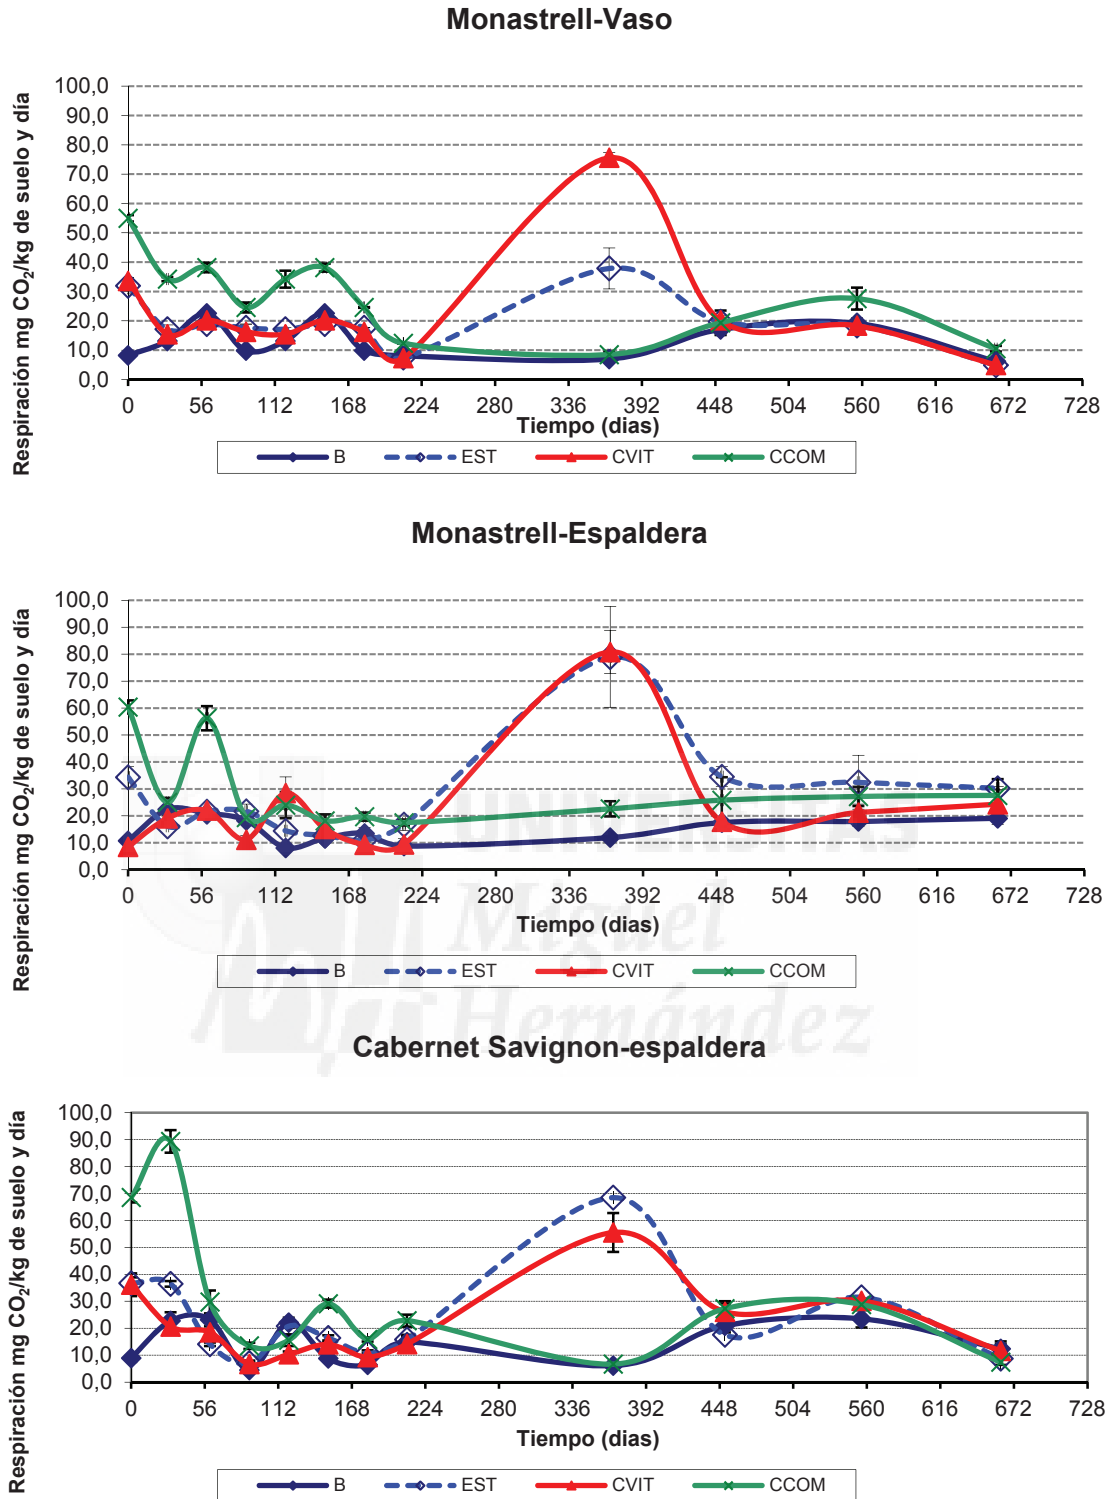 Monastrell-Vaso
Respiración mg CO₂/kg de suelo y día
100,0
90,0
80,0
70,0
60,0
50,0
40,0
30,0
20,0
10,0
0,0
0 56 112 168 224 280 336 392 448 504 560 616 672 728
Tiempo (dias)
B EST CVIT CCOM
Monastrell-Espaldera
Respiración mg CO₂/kg de suelo y día
100,0
90,0
80,0
70,0
60,0
50,0
40,0
30,0
20,0
10,0
0,0
UNIVERSITAS
0 56 112 168 224 280 336 392 448 504 560 616 672 728
Tiempo (dias)
Miguel
B EST CVIT CCOM
Hernández
Cabernet Savignon-espaldera
Respiración mg CO₂/kg de suelo y día
100,0
90,0
80,0
70,0
60,0
50,0
40,0
30,0
20,0
10,0
0,0
0 56 112 168 224 280 336 392 448 504 560 616 672 728
Tiempo (dias)
B EST CVIT CCOM